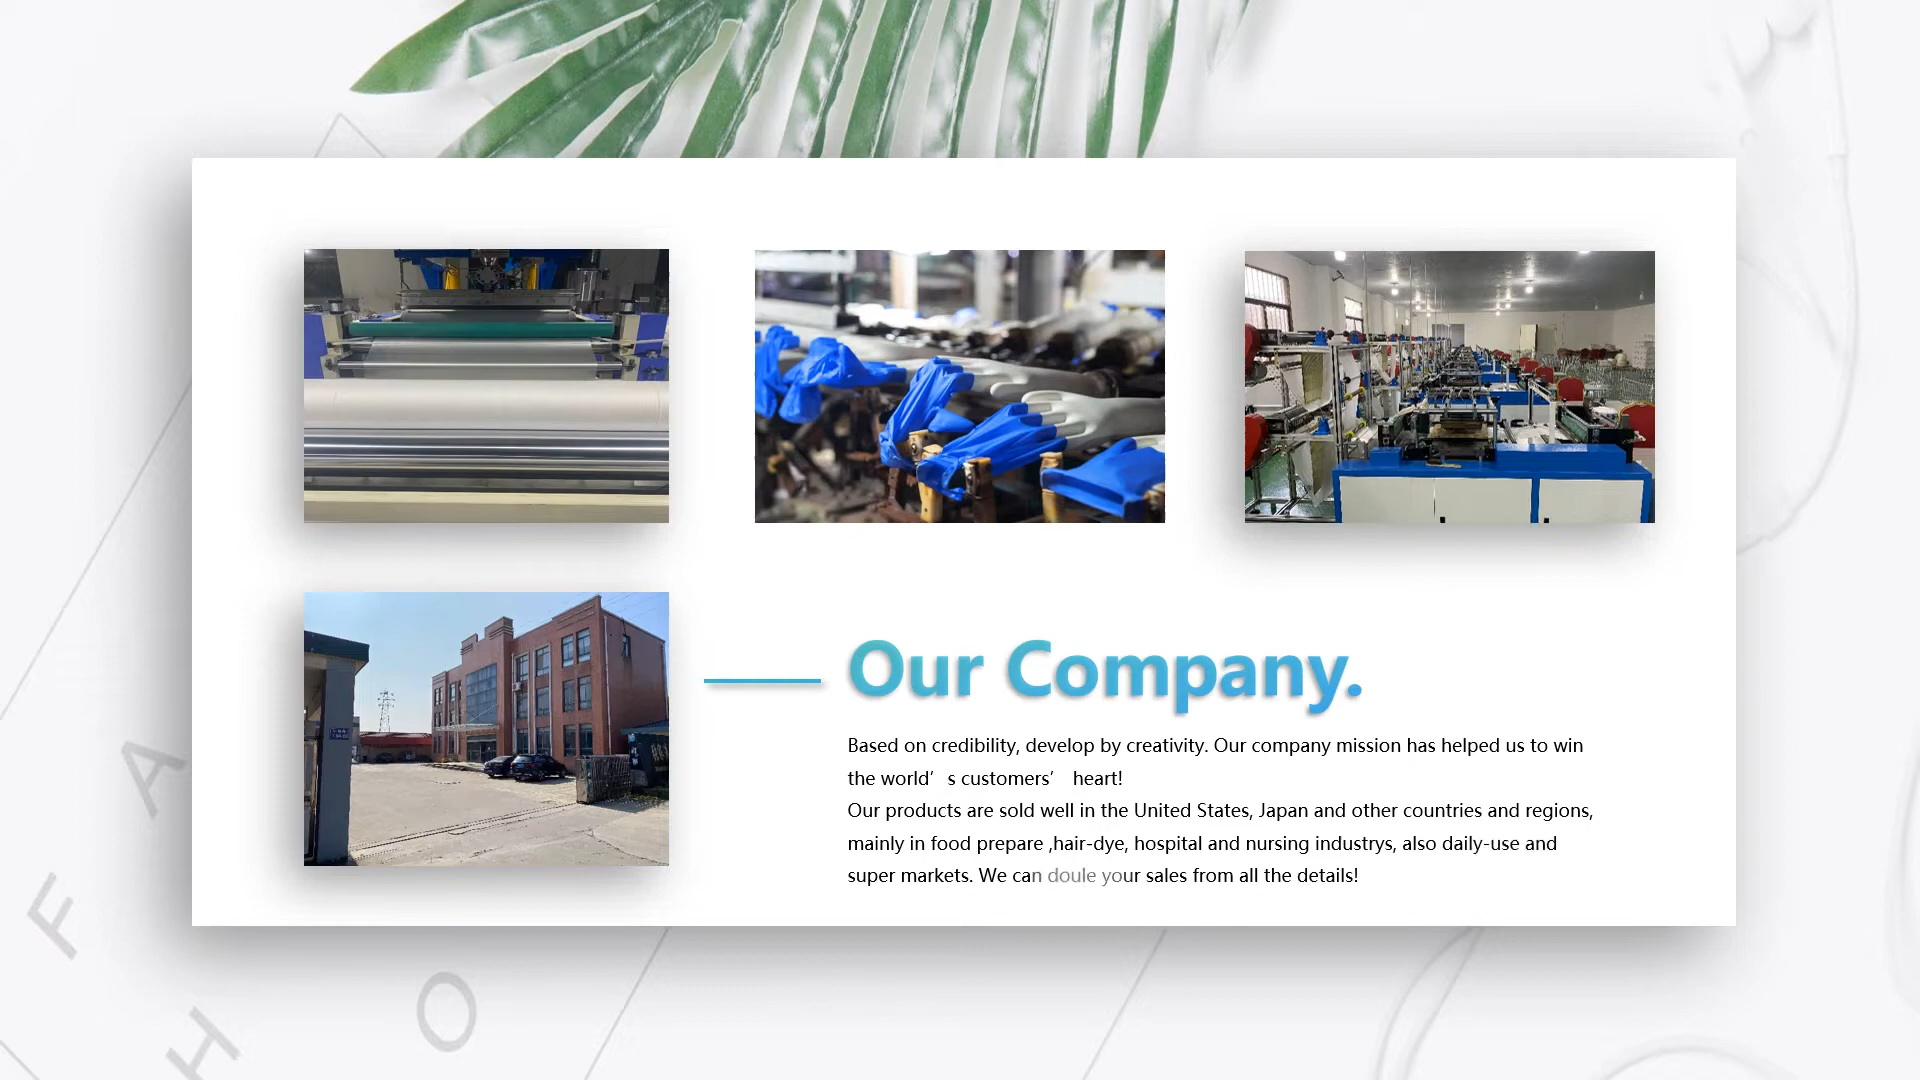 Our Company.
Based on credibility, develop by creativity. Our company mission has helped us to win
the world’s customers’ heart!
Our products are sold well in the United States, Japan and other countries and regions,
mainly in food prepare ,hair-dye, hospital and nursing industrys, also daily-use and
super markets. We can doule your sales from all the details!
F A
H O